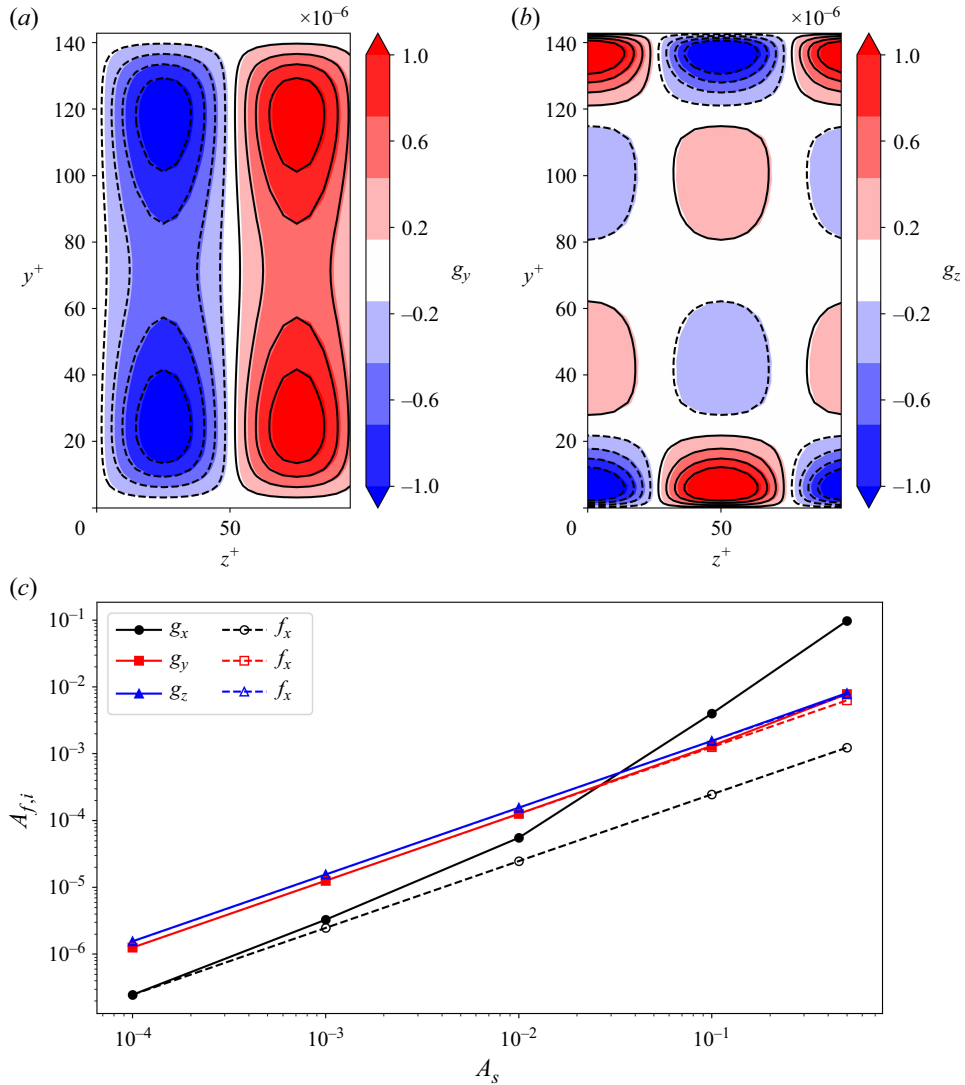 (a)
×10⁻⁶
(b)
×10⁻⁶
140
120
100
80
60
40
20
0
50
y⁺
z⁺
1.0
0.6
0.2
−0.2
−0.6
−1.0
g_y
140
120
100
80
60
40
20
0
50
y⁺
z⁺
1.0
0.6
0.2
−0.2
−0.6
−1.0
g_z
(c)
10⁻¹
10⁻²
10⁻³
10⁻⁴
10⁻⁵
10⁻⁶
A_{f,i}
g_x f_x
g_y f_x
g_z f_x
10⁻⁴ 10⁻³ 10⁻² 10⁻¹
A_s